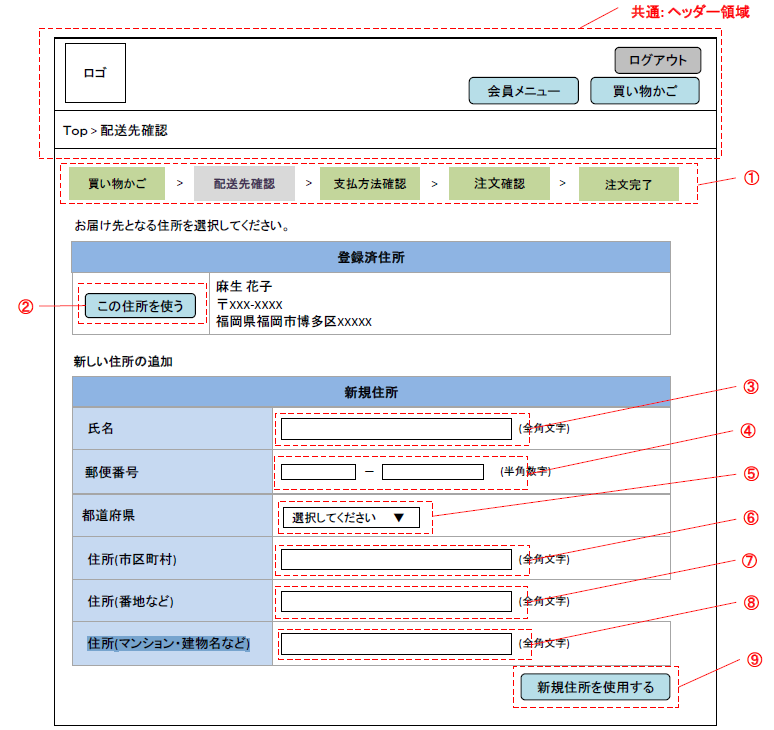 共通:ヘッダー領域
ロゴ
ログアウト
会員メニュー
買い物かご
Top > 配送先確認
買い物かご > 配送先確認 > 支払方法確認 > 注文確認 > 注文完了
①
お届け先となる住所を選択してください。
登録済住所
②
この住所を使う
麻生 花子
〒XXX-XXXX
福岡県福岡市博多区XXXXX
新しい住所の追加
新規住所
③
氏名
(全角文字)
④
郵便番号
－
(半角数字)
⑤
都道府県
選択してください ▼
⑥
住所(市区町村)
(全角文字)
⑦
住所(番地など)
(全角文字)
⑧
住所(マンション・建物名など)
(全角文字)
⑨
新規住所を使用する